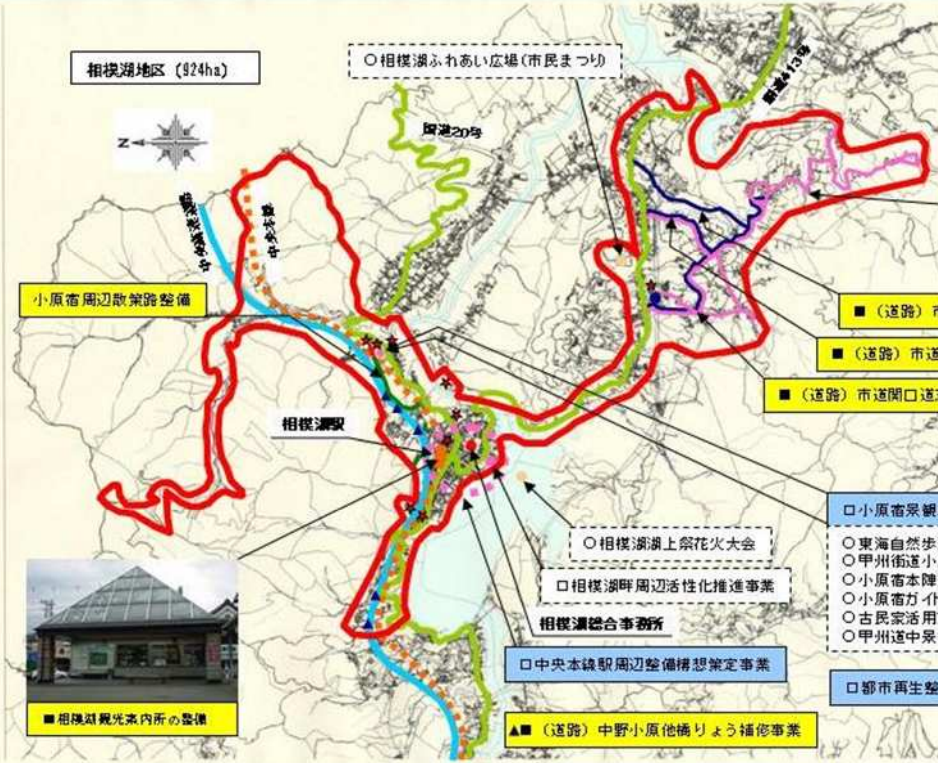 相模湖地区 (924ha)
○相模湖ふれあい広場(市民まつり)
国道413号
国道20号
N
中央本線
小原宿周辺散策路整備
■ (道路) 市
■ (道路) 市道
■ (道路) 市道関口道
相模湖駅
□小原宿景観
○相模湖湖上祭花火大会
○東海自然歩
○甲州街道小
○小原宿本陣
○小原宿ガイド
○古民家活用
○甲州道中景
□相模湖畔周辺活性化推進事業
相模湖総合事務所
□中央本線駅周辺整備構想策定事業
□都市再生整
■相模湖観光案内所の整備
▲■ (道路) 中野小原他橋りょう補修事業